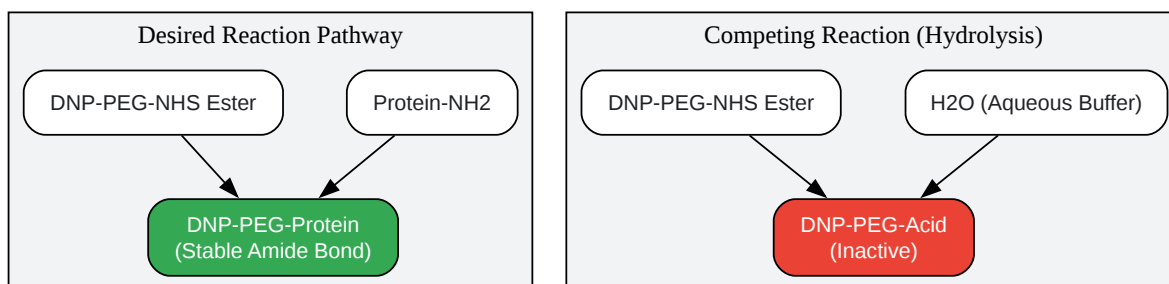 Desired Reaction Pathway
DNP-PEG-NHS Ester
Protein-NH2
DNP-PEG-Protein
(Stable Amide Bond)
Competing Reaction (Hydrolysis)
DNP-PEG-NHS Ester
H2O (Aqueous Buffer)
DNP-PEG-Acid
(Inactive)